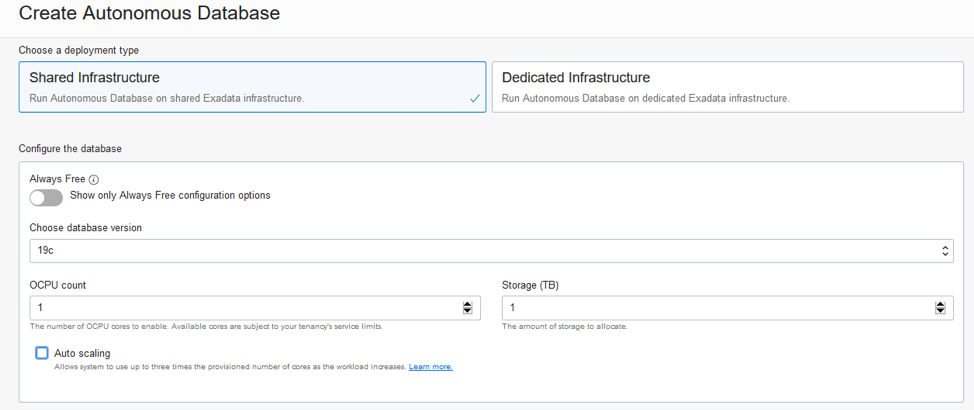 Create Autonomous Database
Choose a deployment type
Shared Infrastructure
Run Autonomous Database on shared Exadata infrastructure.
Dedicated Infrastructure
Run Autonomous Database on dedicated Exadata infrastructure.
Configure the database
Always Free
Show only Always Free configuration options
Choose database version
19c
OCPU count
1
The number of OCPU cores to enable. Available cores are subject to your tenancy's service limits.
Storage (TB)
1
The amount of storage to allocate.
Auto scaling
Allows system to use up to three times the provisioned number of cores as the workload increases. Learn more.